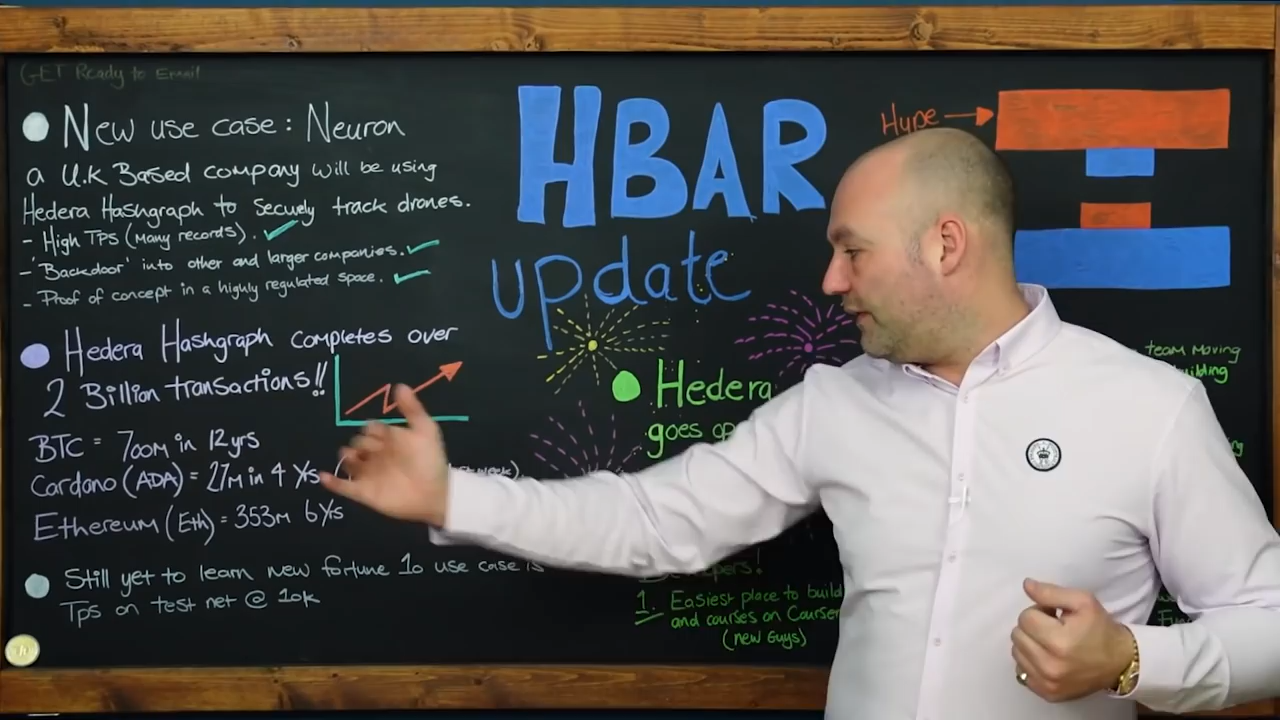 GET Ready to Email
New use case: Neuron
a U.K Based company will be using
Hedera Hashgraph to Securely track drones.
- High TPS (Many records).
- 'Backdoor' into other and larger companies.
- Proof of concept in a highly regulated space.
Hedera Hashgraph completes over
2 Billion transactions!!
BTC = 700M in 12yrs
Cardano (ADA) = 27M in 4 Yrs
week)
Ethereum (Eth) = 353M 6Yrs
Still yet to learn new fortune 10 use case is
Tps on test net @ 10k
HBAR
update
Hype
Hedera
goes op
team moving
building
1. Easiest place to build
and courses on Courser
(new Guys)